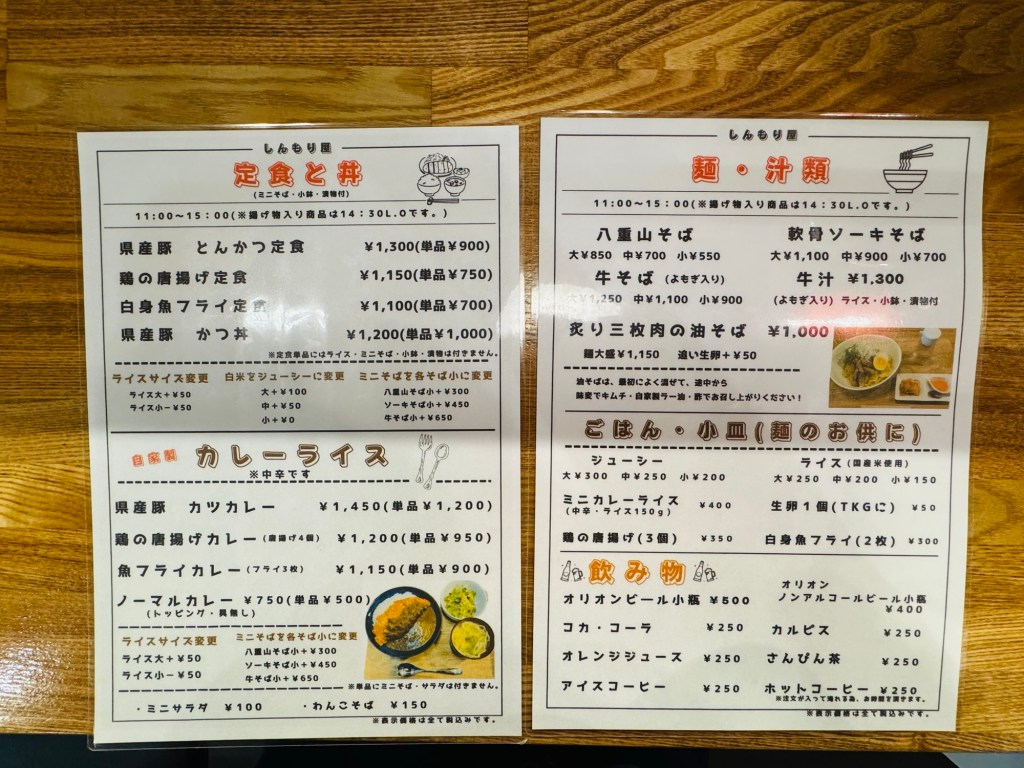 しんもり屋
定食と丼
(ミニそば・小鉢・漬物付)
11:00〜15:00(※揚げ物入り商品は14:30L.Oです。)
県産豚 とんかつ定食 ¥1,300(単品¥900)
鶏の唐揚げ定食 ¥1,150(単品¥750)
白身魚フライ定食 ¥1,100(単品¥700)
県産豚 かつ丼 ¥1,200(単品¥1,000)
※定食単品にはライス・ミニそば・小鉢・漬物は付きません。
ライスサイズ変更 白米をジューシーに変更 ミニそばを各そば小に変更
ライス大+¥50 大+¥100 八重山そば小+¥300
ライス小−¥50 中+¥50 ソーキそば小+¥450
小+¥0 牛そば小+¥650
自家製 カレーライス
※中辛です
県産豚 カツカレー ¥1,450(単品¥1,200)
鶏の唐揚げカレー(唐揚げ4個) ¥1,200(単品¥950)
魚フライカレー(フライ3枚) ¥1,150(単品¥900)
ノーマルカレー ¥750(単品¥500)
(トッピング・具無し)
ライスサイズ変更 ミニそばを各そば小に変更
ライス大+¥50 八重山そば小+¥300
ライス小−¥50 ソーキそば小+¥450
牛そば小+¥650
※単品にミニそば・サラダは付きません。
・ミニサラダ ¥100 ・わんこそば ¥150
※表示価格は全て税込みです。
しんもり屋
麺・汁類
11:00〜15:00(※揚げ物入り商品は14:30L.Oです。)
八重山そば 軟骨ソーキそば
大¥850 中¥700 小¥550 大¥1,100 中¥900 小¥700
牛そば (よもぎ入り) 牛汁 ¥1,300
大¥1,250 中¥1,100 小¥900 (よもぎ入り) ライス・小鉢・漬物付
炙り三枚肉の油そば ¥1,000
麺大盛¥1,150 追い生卵+¥50
油そばは、最初によく混ぜて、途中から
味変でキムチ・自家製ラー油・酢でお召し上がりください!
ごはん・小皿(麺のお供に)
ジューシー ライス(国産米使用)
大¥300 中¥250 小¥200 大¥250 中¥200 小¥150
ミニカレーライス ¥400 生卵1個(TKGに) ¥50
(中辛・ライス150g)
鶏の唐揚げ(3個) ¥350 白身魚フライ(2枚) ¥300
飲み物
オリオンビール小瓶 ¥500 オリオン
ノンアルコールビール小瓶
¥400
コカ・コーラ ¥250 カルピス ¥250
オレンジジュース ¥250 さんぴん茶 ¥250
アイスコーヒー ¥250 ホットコーヒー ¥250
※注文が入って淹れる為、お時間を頂きます。
※表示価格は全て税込みです。